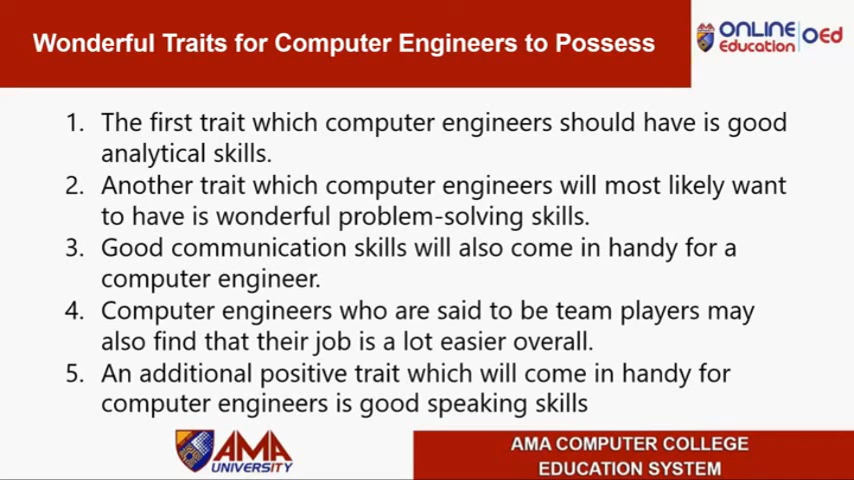 Wonderful Traits for Computer Engineers to Possess
ONLINE
Education
OEd
1. The first trait which computer engineers should have is good
analytical skills.
2. Another trait which computer engineers will most likely want
to have is wonderful problem-solving skills.
3. Good communication skills will also come in handy for a
computer engineer.
4. Computer engineers who are said to be team players may
also find that their job is a lot easier overall.
5. An additional positive trait which will come in handy for
computer engineers is good speaking skills
AMA
UNIVERSITY
AMA COMPUTER COLLEGE
EDUCATION SYSTEM